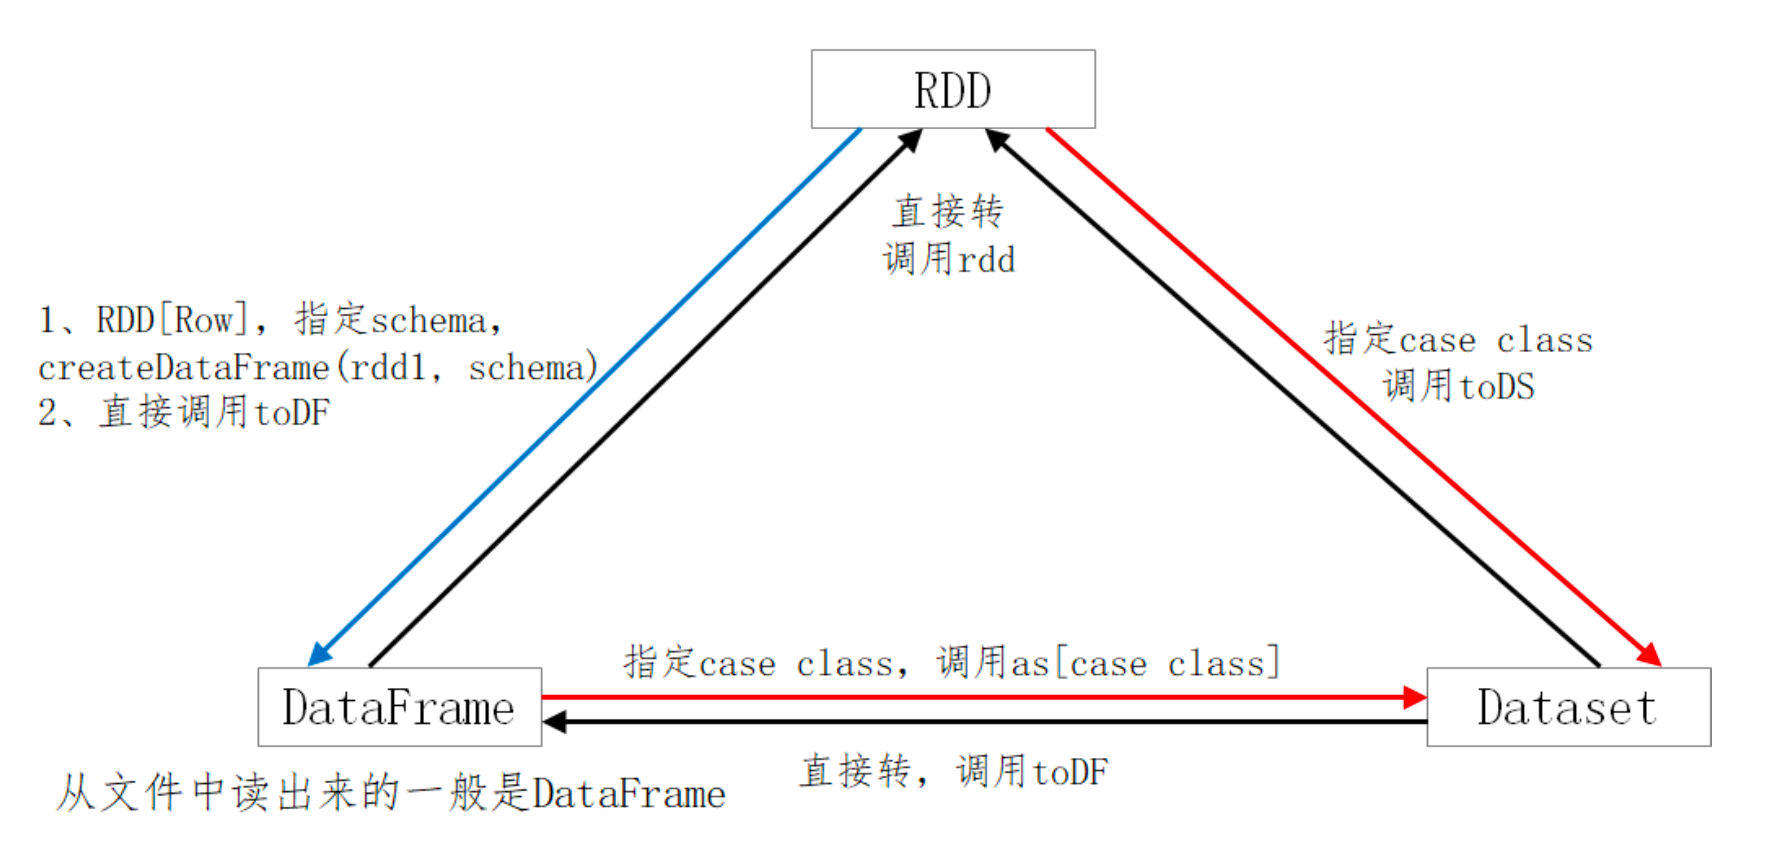 RDD
直接转
调用rdd
1、RDD[Row], 指定schema,
createDataFrame(rdd1, schema)
2、直接调用toDF
指定case class
调用toDS
指定case class, 调用as[case class]
DataFrame
Dataset
直接转, 调用toDF
从文件中读出来的一般是DataFrame